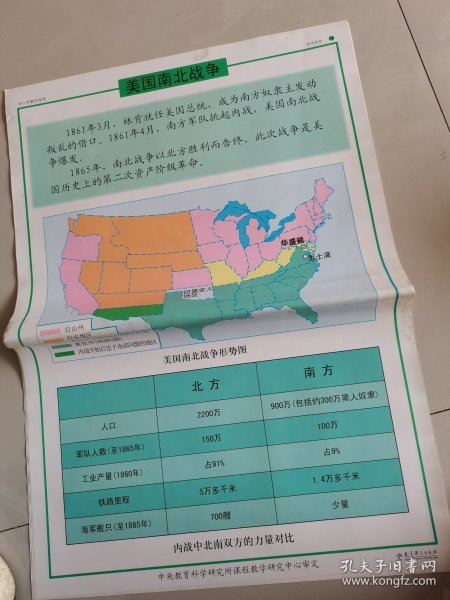 美国南北战争
1861年3月，林肯就任美国总统，成为南方奴隶主发动
叛乱的借口。1861年4月，南方军队挑起内战，美国南北战
争爆发。
1865年，南北战争以北方胜利而告终，此次战争是美
国历史上的第二次资产阶级革命。
华盛顿
里士满
印第安人
自由州
自由地区
美国南北战争形势图
北方 南方
人口 2200万 900万(包括约300万黑人奴隶)
军队人数(至1865年) 150万 100万
工业产量(1860年) 占91% 占9%
铁路里程 5万多千米 1.4万多千米
海军舰只(至1865年) 700艘 少量
内战中北南双方的力量对比
中央教育科学研究所课程教学研究中心审定
孔夫子旧书网
www.kongfz.com